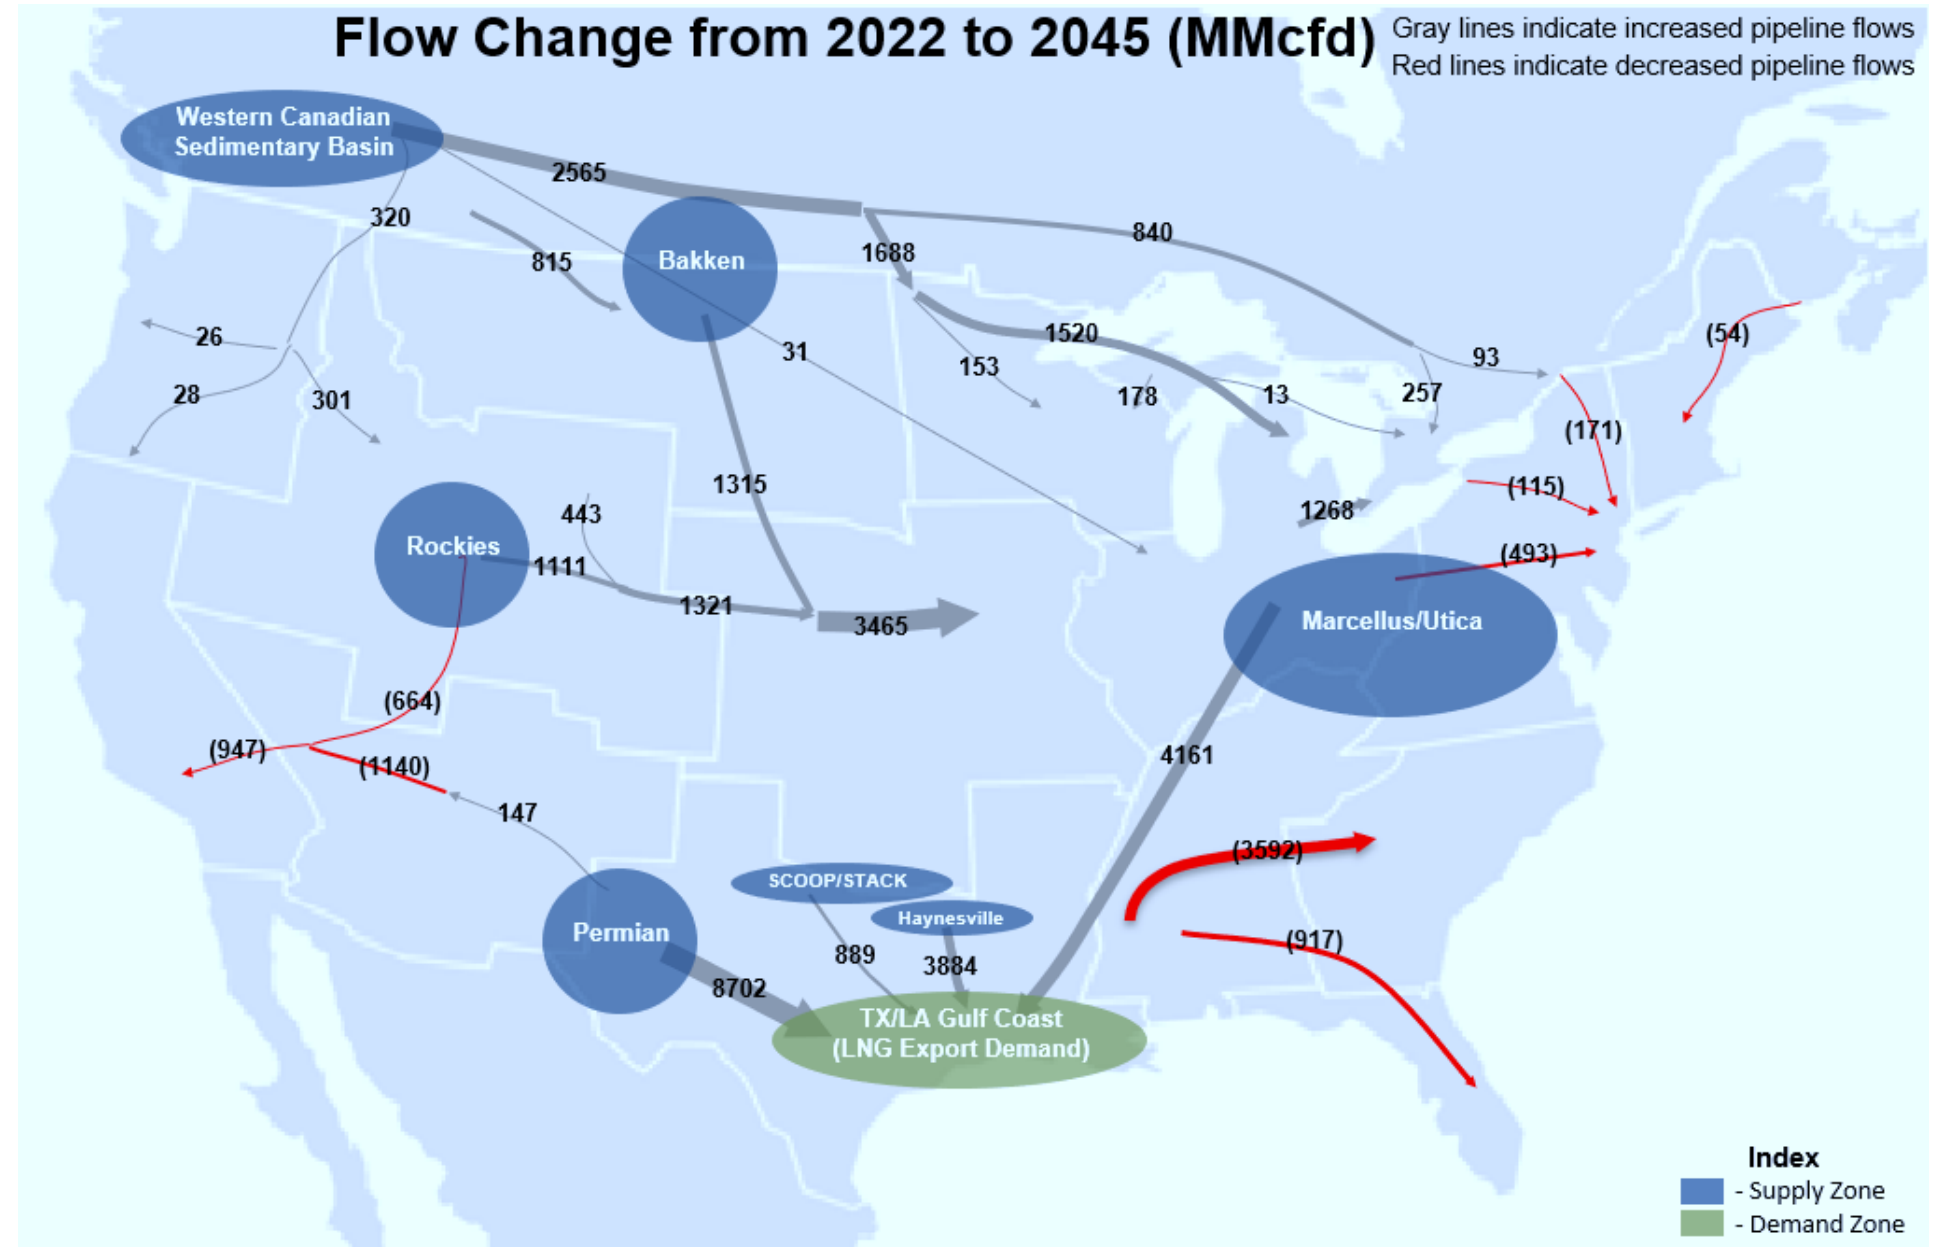 Flow Change from 2022 to 2045 (MMcfd)
Gray lines indicate increased pipeline flows
Red lines indicate decreased pipeline flows
Western Canadian
Sedimentary Basin
2565
320
815
Bakken
1688
840
26
28
301
31
1520
153
178
13
257
93
(54)
(171)
(115)
(493)
1315
443
1268
Rockies
1111
1321
3465
Marcellus/Utica
(664)
(947)
(1140)
147
4161
(3592)
SCOOP/STACK
Haynesville
Permian
889
3884
(917)
8702
TX/LA Gulf Coast
(LNG Export Demand)
Index
- Supply Zone
- Demand Zone